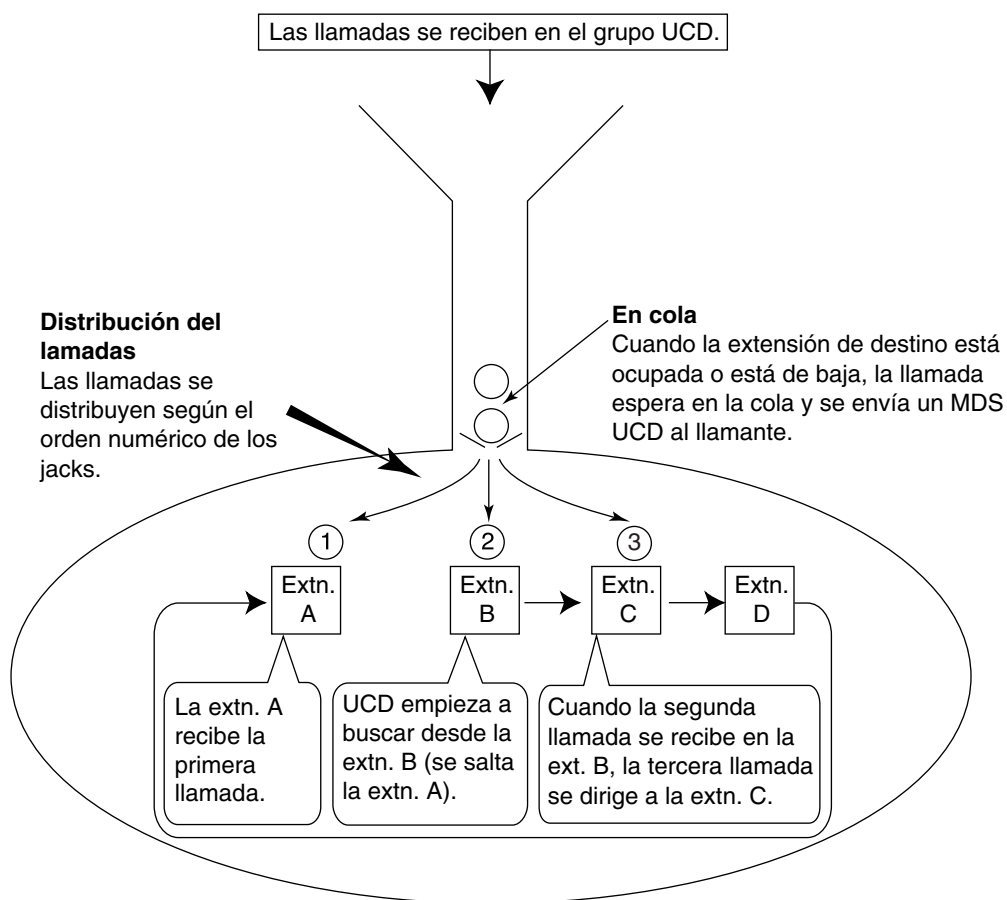 Las llamadas se reciben en el grupo UCD.
Distribución del
lamadas
Las llamadas se
distribuyen según el
orden numérico de los
jacks.
En cola
Cuando la extensión de destino está
ocupada o está de baja, la llamada
espera en la cola y se envía un MDS
UCD al llamante.
1
2
3
Extn.
A
Extn.
B
Extn.
C
Extn.
D
La extn. A
recibe la
primera
llamada.
UCD empieza a
buscar desde la
extn. B (se salta
la extn. A).
Cuando la segunda
llamada se recibe en la
ext. B, la tercera llamada
se dirige a la extn. C.